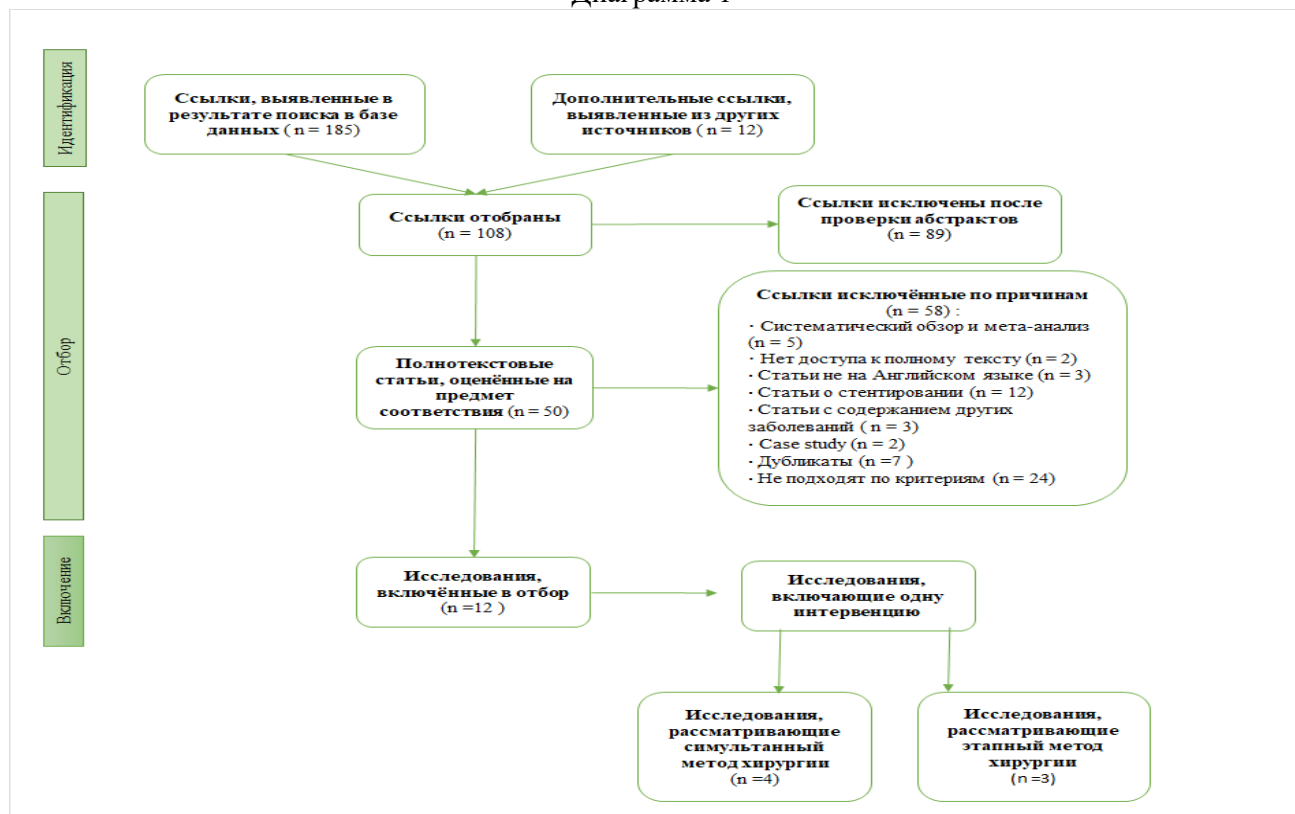 Диаграмма 1
Идентификация
Ссылки, выявленные в
результате поиска в базе
данных ( n = 185)
Дополнительные ссылки,
выявленные из других
источников ( n = 12)
Отбор
Ссылки отобраны
(n = 108)
Ссылки исключены после
проверки абстрактов
(n = 89)
Полнотекстовые
статьи, оценённые на
предмет
соответствия (n = 50)
Ссылки исключённые по причинам
(n = 58) :
· Систематический обзор и мета-анализ
(n = 5)
· Нет доступа к полному тексту (n = 2)
· Статьи не на Английском языке (n = 3)
· Статьи о стентировании (n = 12)
· Статьи с содержанием других
заболеваний ( n = 3)
· Case study (n = 2)
· Дубликаты (n =7 )
· Не подходят по критериям (n = 24)
Включение
Исследования,
включённые в отбор
(n =12 )
Исследования,
включающие одну
интервенцию
Исследования,
рассматривающие
симультанный
метод хирургии
(n =4)
Исследования,
рассматривающие
этапный метод
хирургии
(n =3)